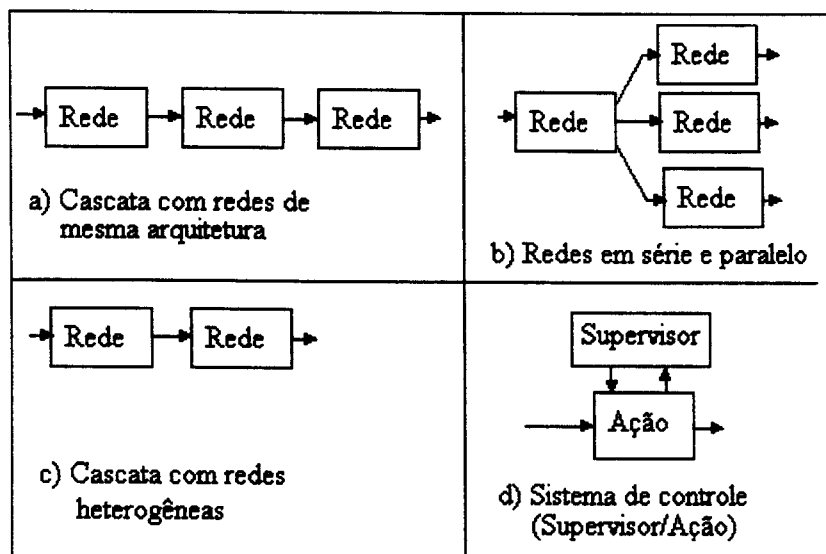 Rede
Rede
Rede
a) Cascata com redes de
mesma arquitetura
Rede
Rede
Rede
Rede
b) Redes em série e paralelo
Rede
Rede
c) Cascata com redes
heterogêneas
Supervisor
Ação
d) Sistema de controle
(Supervisor/Ação)